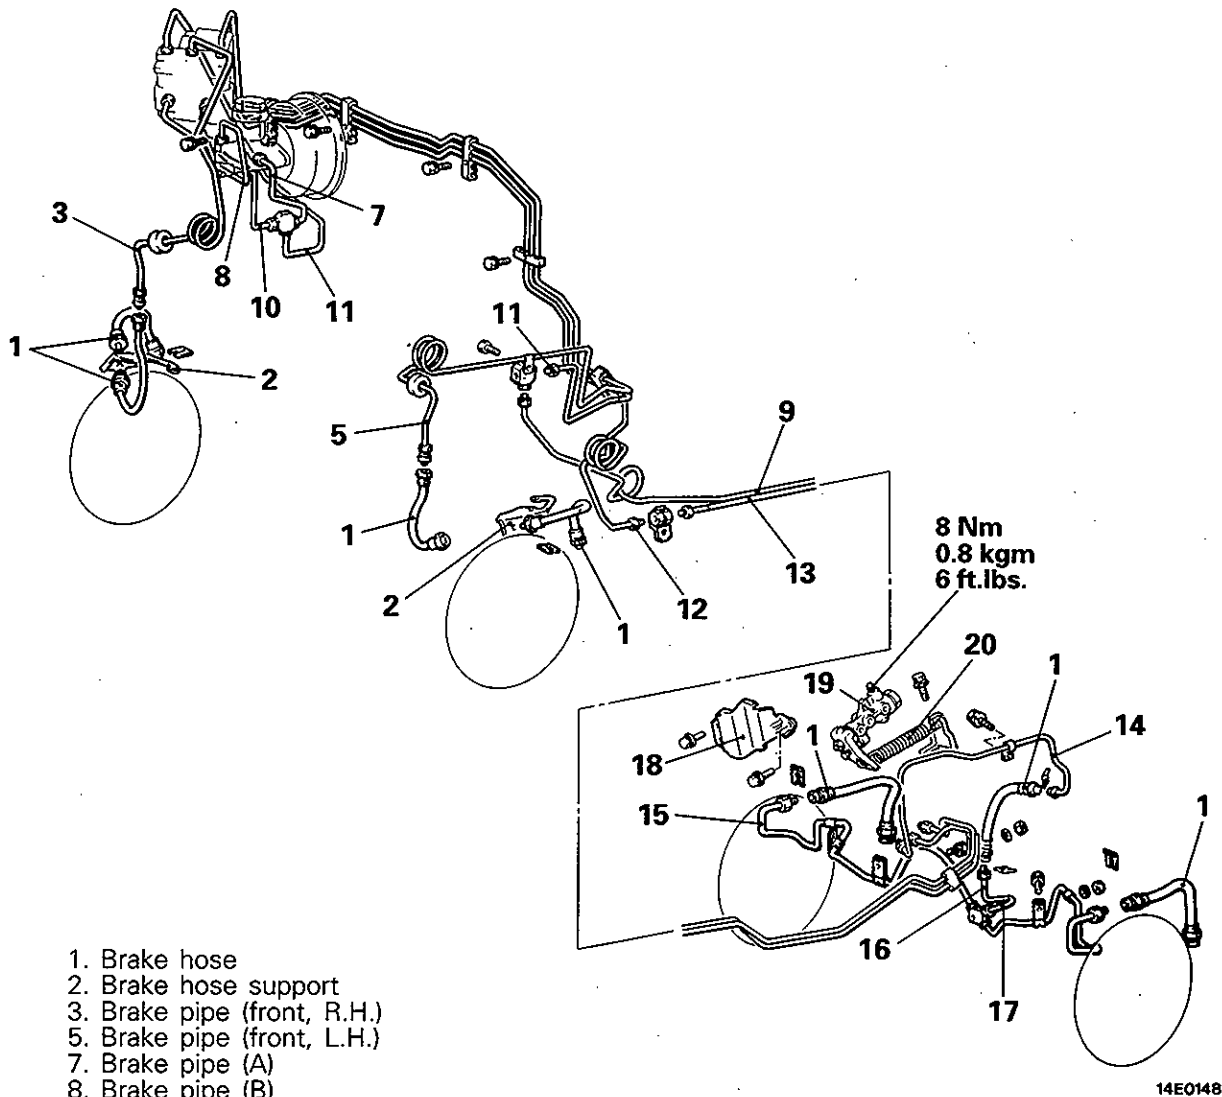 3
8
10
11
7
1
2
11
5
9
1
2
1
12
13
8 Nm
0.8 kgm
6 ft.lbs.
20
19
1
18
1
14
15
1
16
17
1. Brake hose
2. Brake hose support
3. Brake pipe (front, R.H.)
5. Brake pipe (front, L.H.)
7. Brake pipe (A)
8. Brake pipe (B)
14E0148